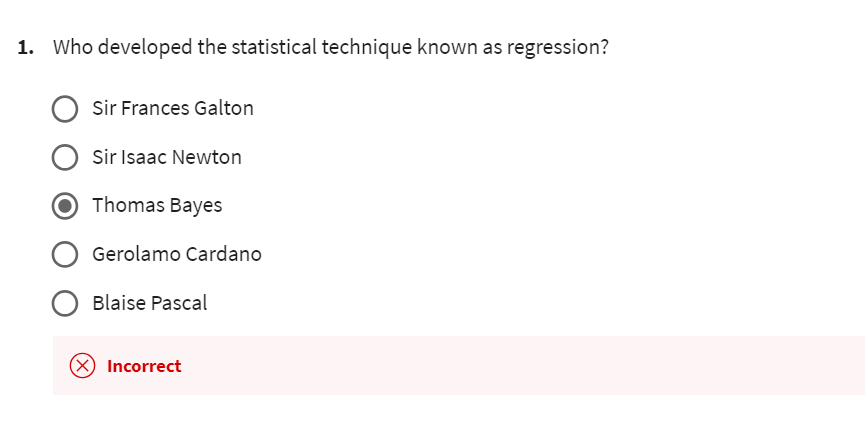 1. Who developed the statistical technique known as regression?
Sir Frances Galton
Sir Isaac Newton
Thomas Bayes
Gerolamo Cardano
Blaise Pascal
Incorrect